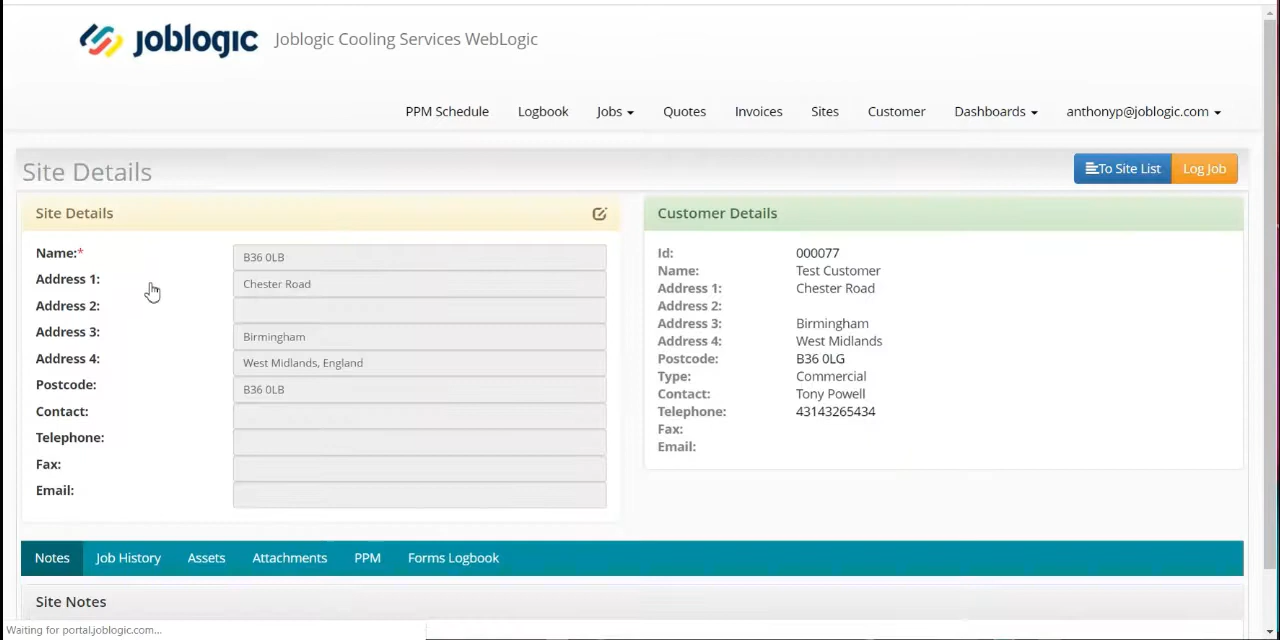 joblogic Joblogic Cooling Services WebLogic
PPM Schedule Logbook Jobs Quotes Invoices Sites Customer Dashboards anthonyp@joblogic.com
Site Details To Site List Log Job
Site Details
Name:* B36 0LB
Address 1: Chester Road
Address 2:
Address 3: Birmingham
Address 4: West Midlands, England
Postcode: B36 0LB
Contact:
Telephone:
Fax:
Email:
Customer Details
Id: 000077
Name: Test Customer
Address 1: Chester Road
Address 2:
Address 3: Birmingham
Address 4: West Midlands
Postcode: B36 0LG
Type: Commercial
Contact: Tony Powell
Telephone: 43143265434
Fax:
Email:
Notes Job History Assets Attachments PPM Forms Logbook
Site Notes
Waiting for portal.joblogic.com...